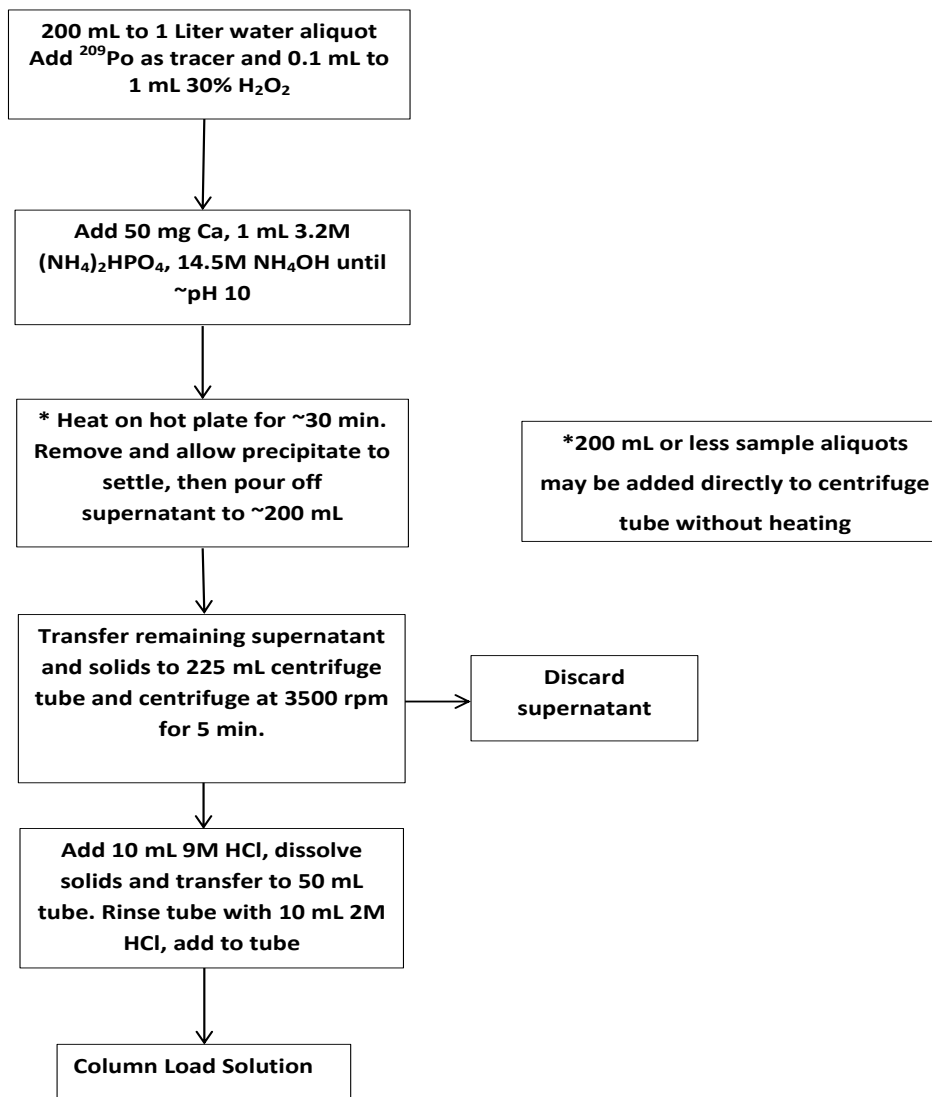 200 mL to 1 Liter water aliquot
Add ²⁰⁹Po as tracer and 0.1 mL to
1 mL 30% H₂O₂
Add 50 mg Ca, 1 mL 3.2M
(NH₄)₂HPO₄, 14.5M NH₄OH until
~pH 10
* Heat on hot plate for ~30 min.
Remove and allow precipitate to
settle, then pour off
supernatant to ~200 mL
*200 mL or less sample aliquots
may be added directly to centrifuge
tube without heating
Transfer remaining supernatant
and solids to 225 mL centrifuge
tube and centrifuge at 3500 rpm
for 5 min.
Discard
supernatant
Add 10 mL 9M HCl, dissolve
solids and transfer to 50 mL
tube. Rinse tube with 10 mL 2M
HCl, add to tube
Column Load Solution